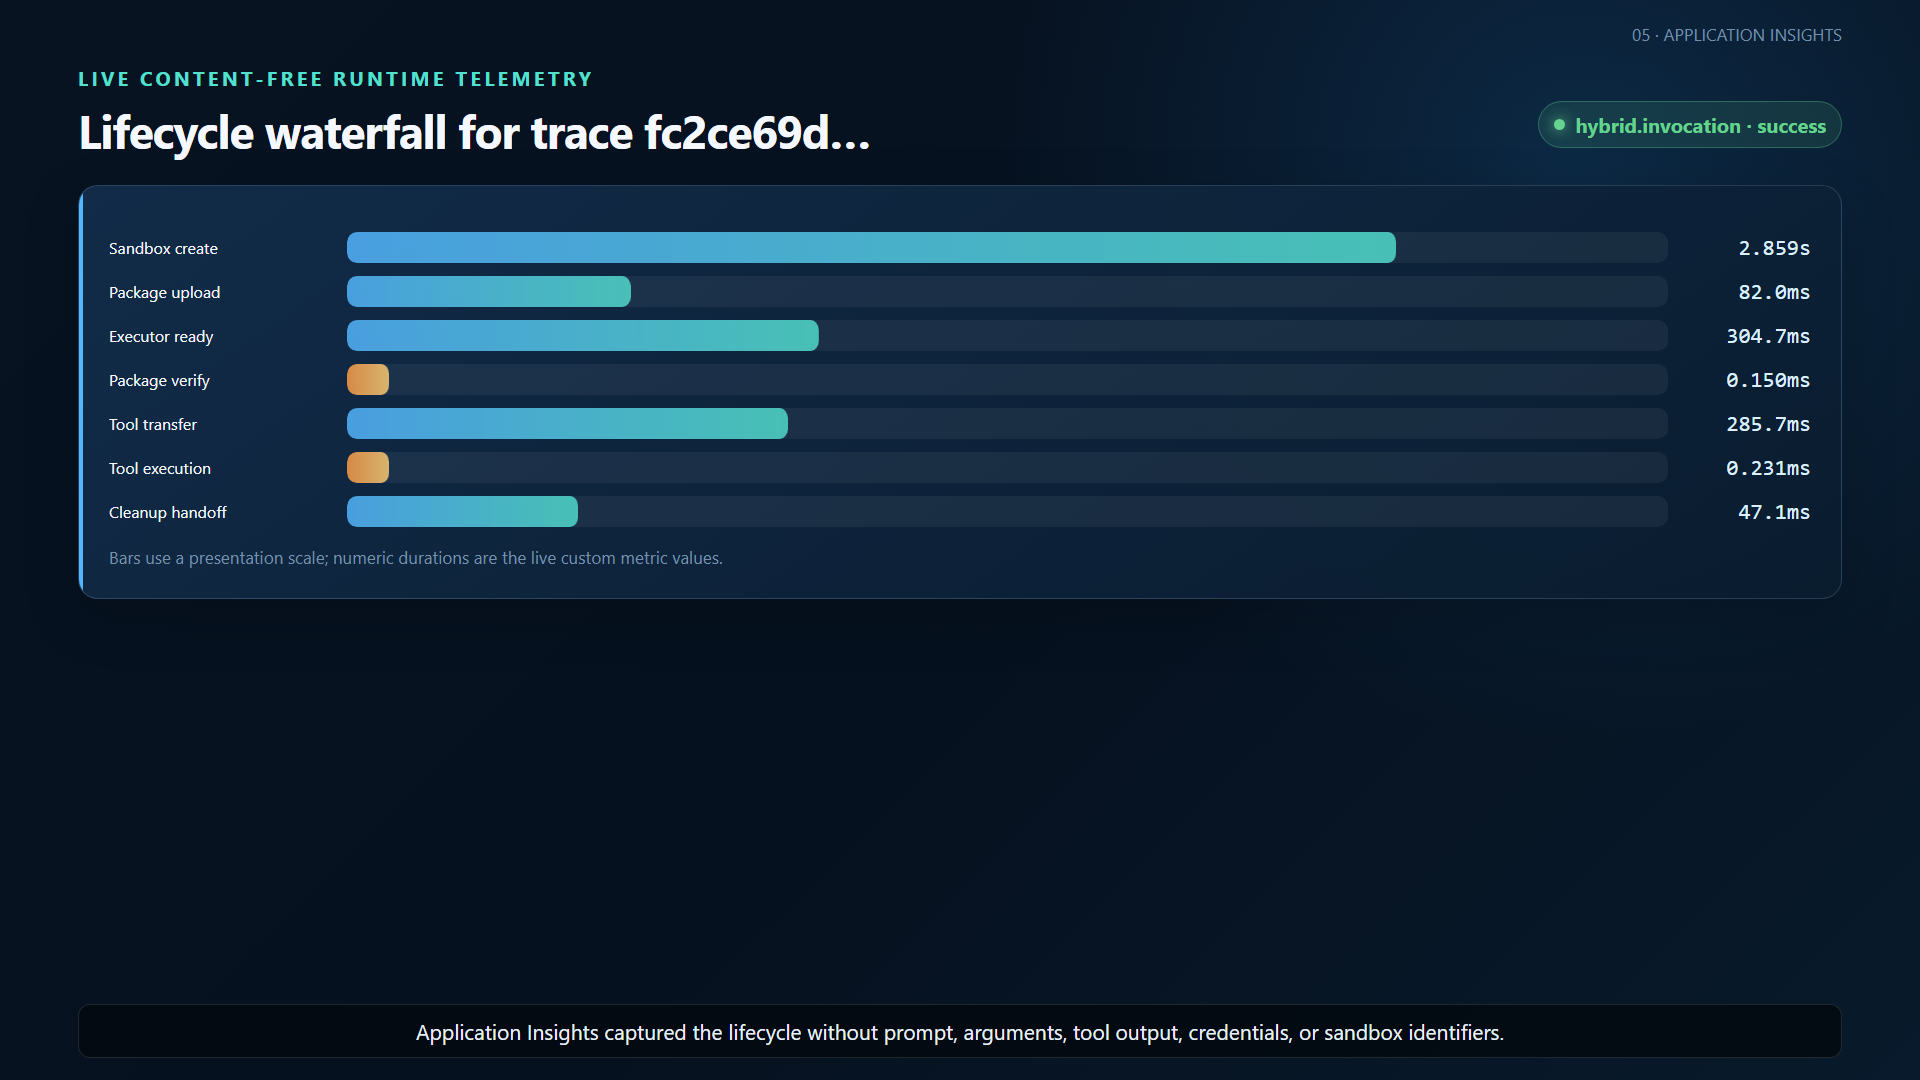 05 · APPLICATION INSIGHTS
LIVE CONTENT-FREE RUNTIME TELEMETRY
Lifecycle waterfall for trace fc2ce69d…
hybrid.invocation · success
Sandbox create 2.859s
Package upload 82.0ms
Executor ready 304.7ms
Package verify 0.150ms
Tool transfer 285.7ms
Tool execution 0.231ms
Cleanup handoff 47.1ms
Bars use a presentation scale; numeric durations are the live custom metric values.
Application Insights captured the lifecycle without prompt, arguments, tool output, credentials, or sandbox identifiers.